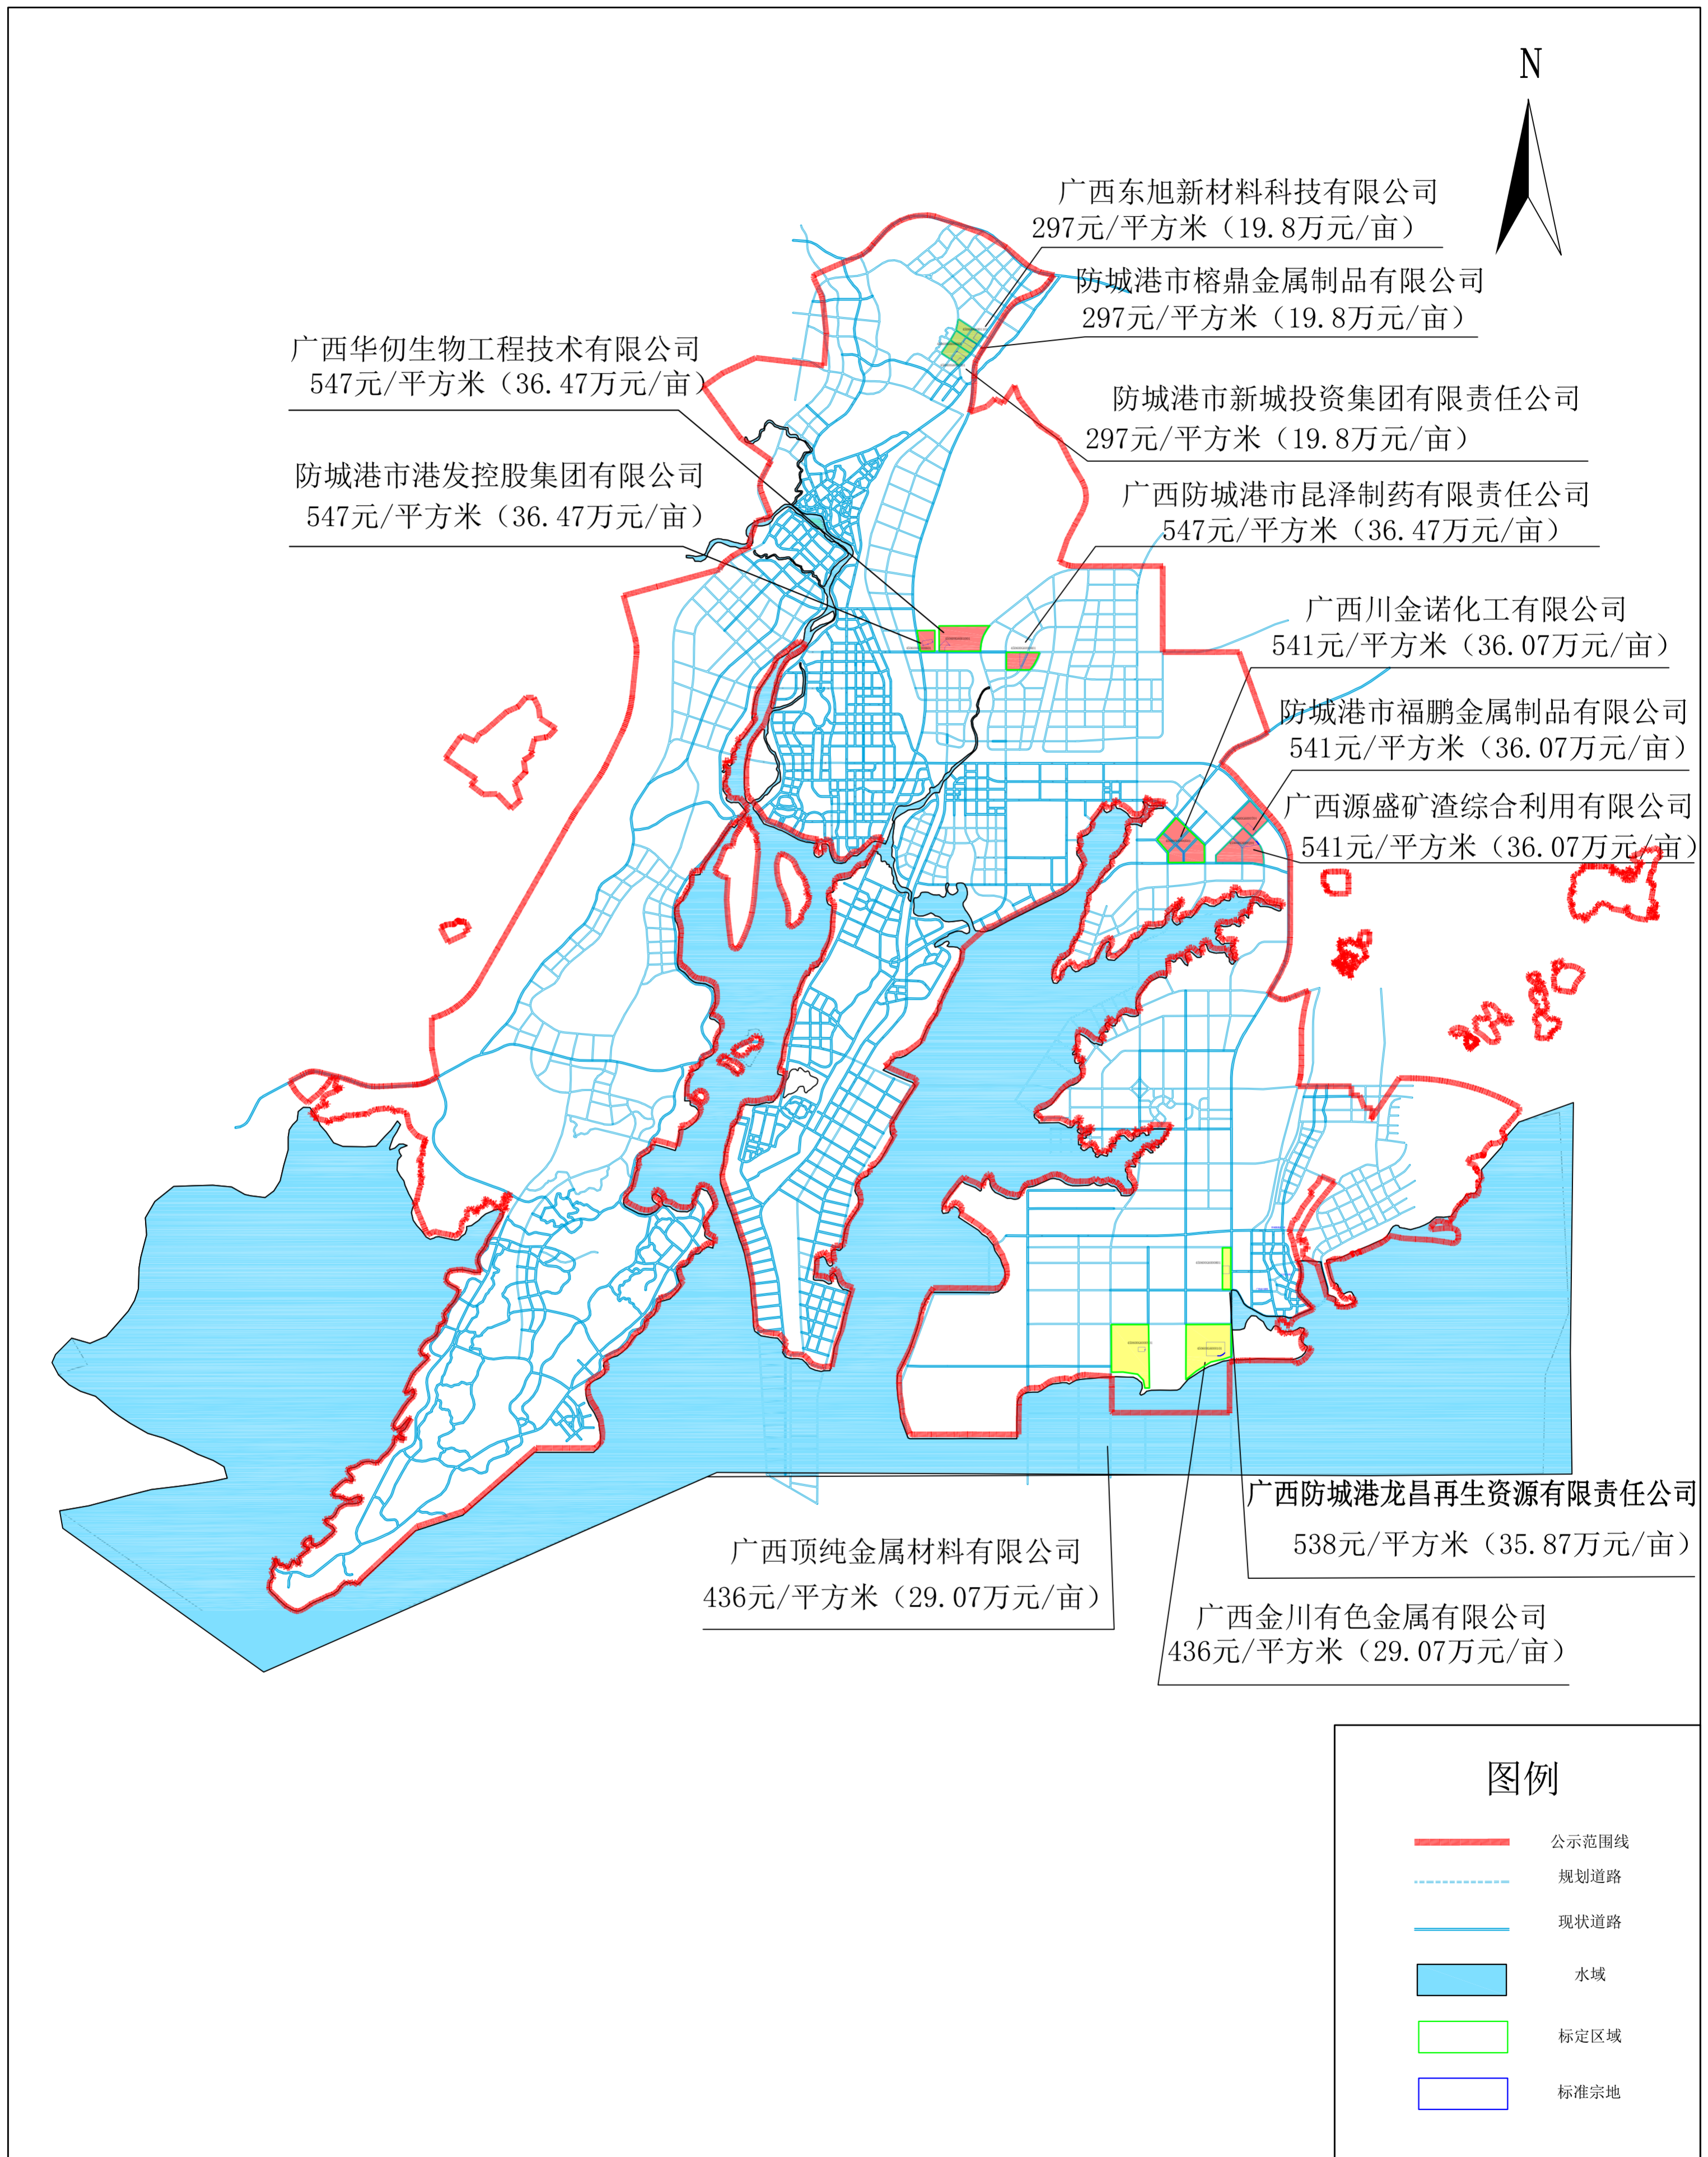 N
广西东旭新材料科技有限公司
297元/平方米（19.8万元/亩）
防城港市榕鼎金属制品有限公司
297元/平方米（19.8万元/亩）
广西华仞生物工程技术有限公司
547元/平方米（36.47万元/亩）
防城港市新城投资集团有限责任公司
297元/平方米（19.8万元/亩）
防城港市港发控股集团有限公司
547元/平方米（36.47万元/亩）
广西防城港市昆泽制药有限责任公司
547元/平方米（36.47万元/亩）
广西川金诺化工有限公司
541元/平方米（36.07万元/亩）
防城港市福鹏金属制品有限公司
541元/平方米（36.07万元/亩）
广西源盛矿渣综合利用有限公司
541元/平方米（36.07万元/亩）
广西防城港龙昌再生资源有限责任公司
538元/平方米（35.87万元/亩）
广西顶纯金属材料有限公司
436元/平方米（29.07万元/亩）
广西金川有色金属有限公司
436元/平方米（29.07万元/亩）
图例
公示范围线
规划道路
现状道路
水域
标定区域
标准宗地